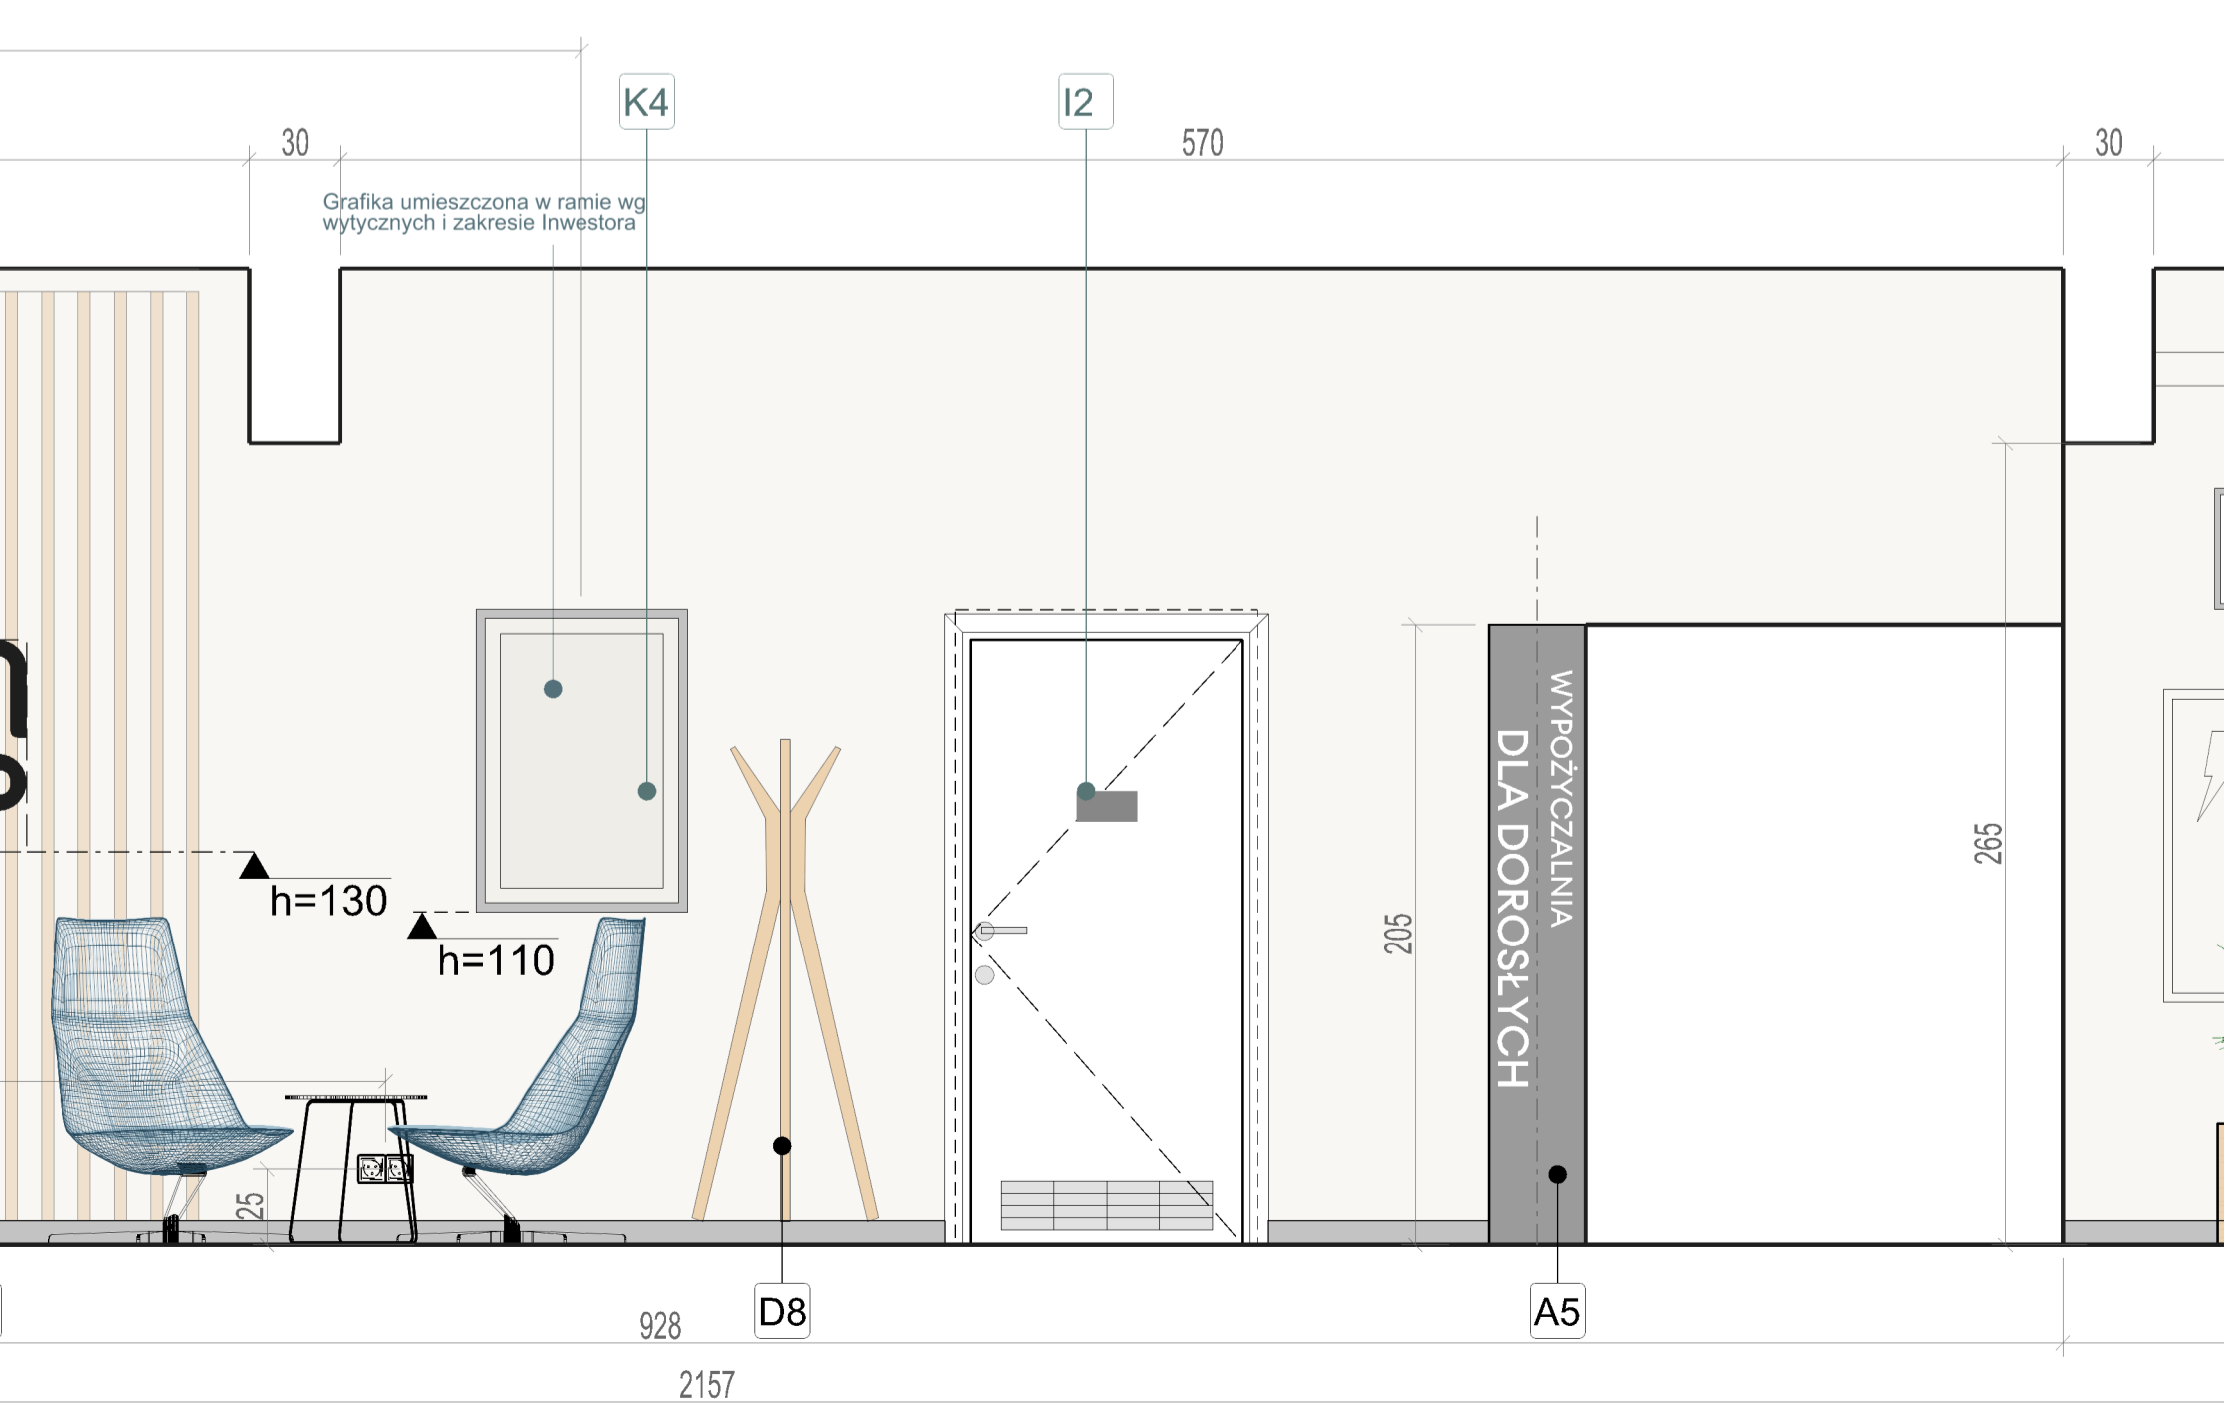 K4
I2
30
570
30
Grafika umieszczona w ramie wg
wytycznych i zakresie Inwestora
WYPOŻYCZALNIA
DLA DOROSŁYCH
265
h=130
205
h=110
25
D8
A5
928
2157